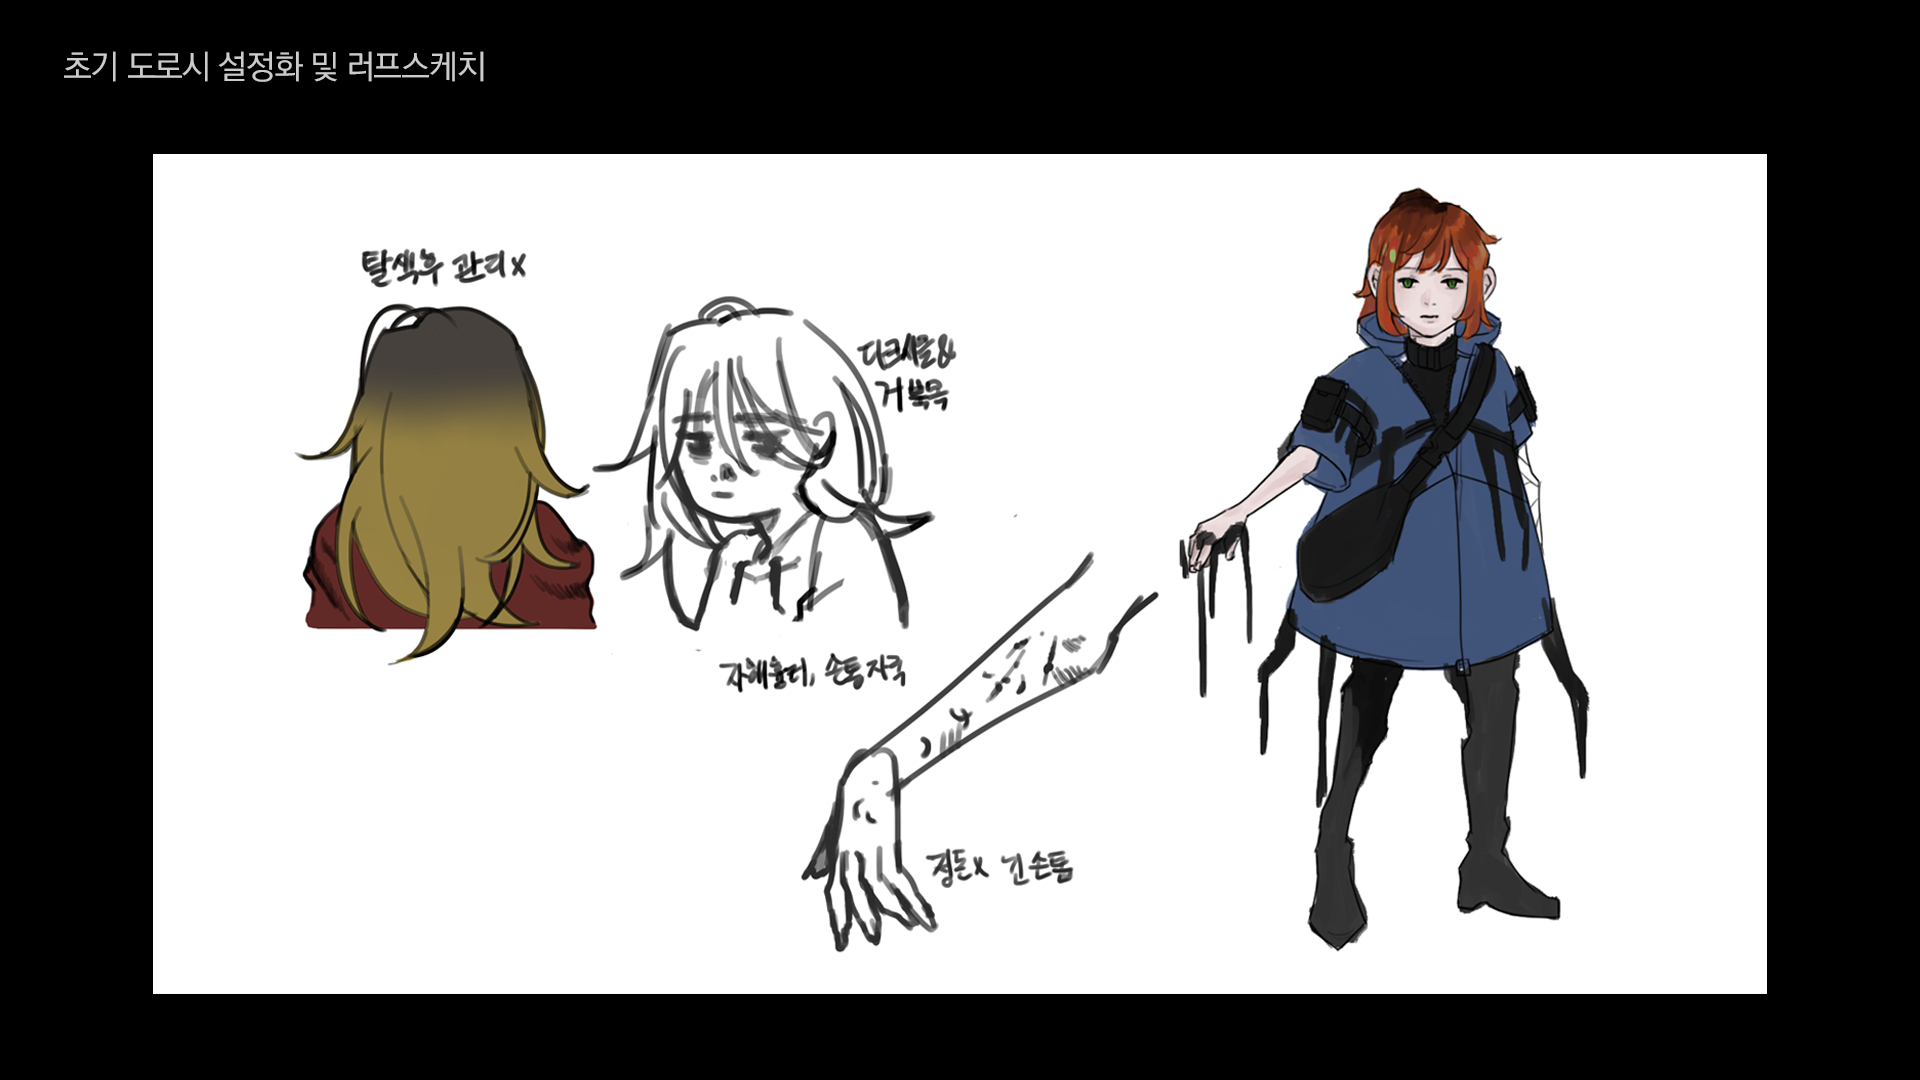 초기 도로시 설정화 및 러프스케치
탈색후 관리x
다크써클&
거북목
자해흉터, 손톱자국
정돈x 긴 손톱